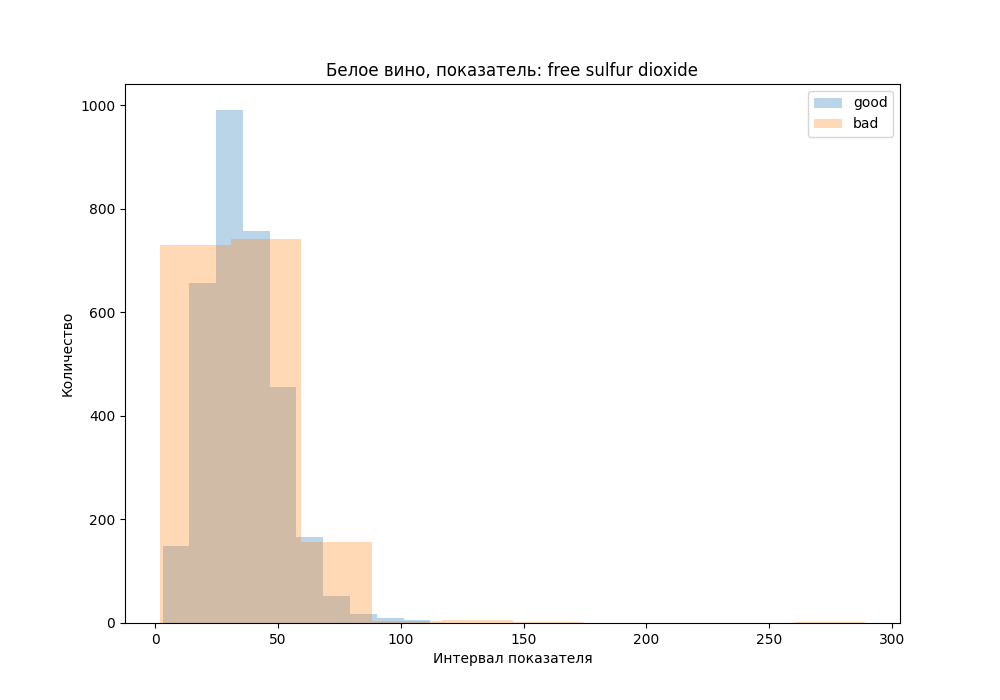 Белое вино, показатель: free sulfur dioxide
good
bad
1000
800
600
400
200
0
Количество
0
50
100
150
200
250
300
Интервал показателя